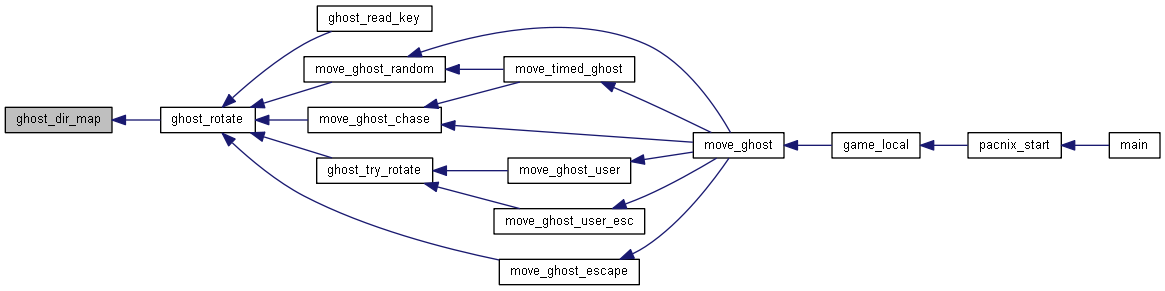 ghost_read_key
move_ghost_random
move_timed_ghost
ghost_dir_map
ghost_rotate
move_ghost_chase
move_ghost
game_local
pacnix_start
main
ghost_try_rotate
move_ghost_user
move_ghost_user_esc
move_ghost_escape